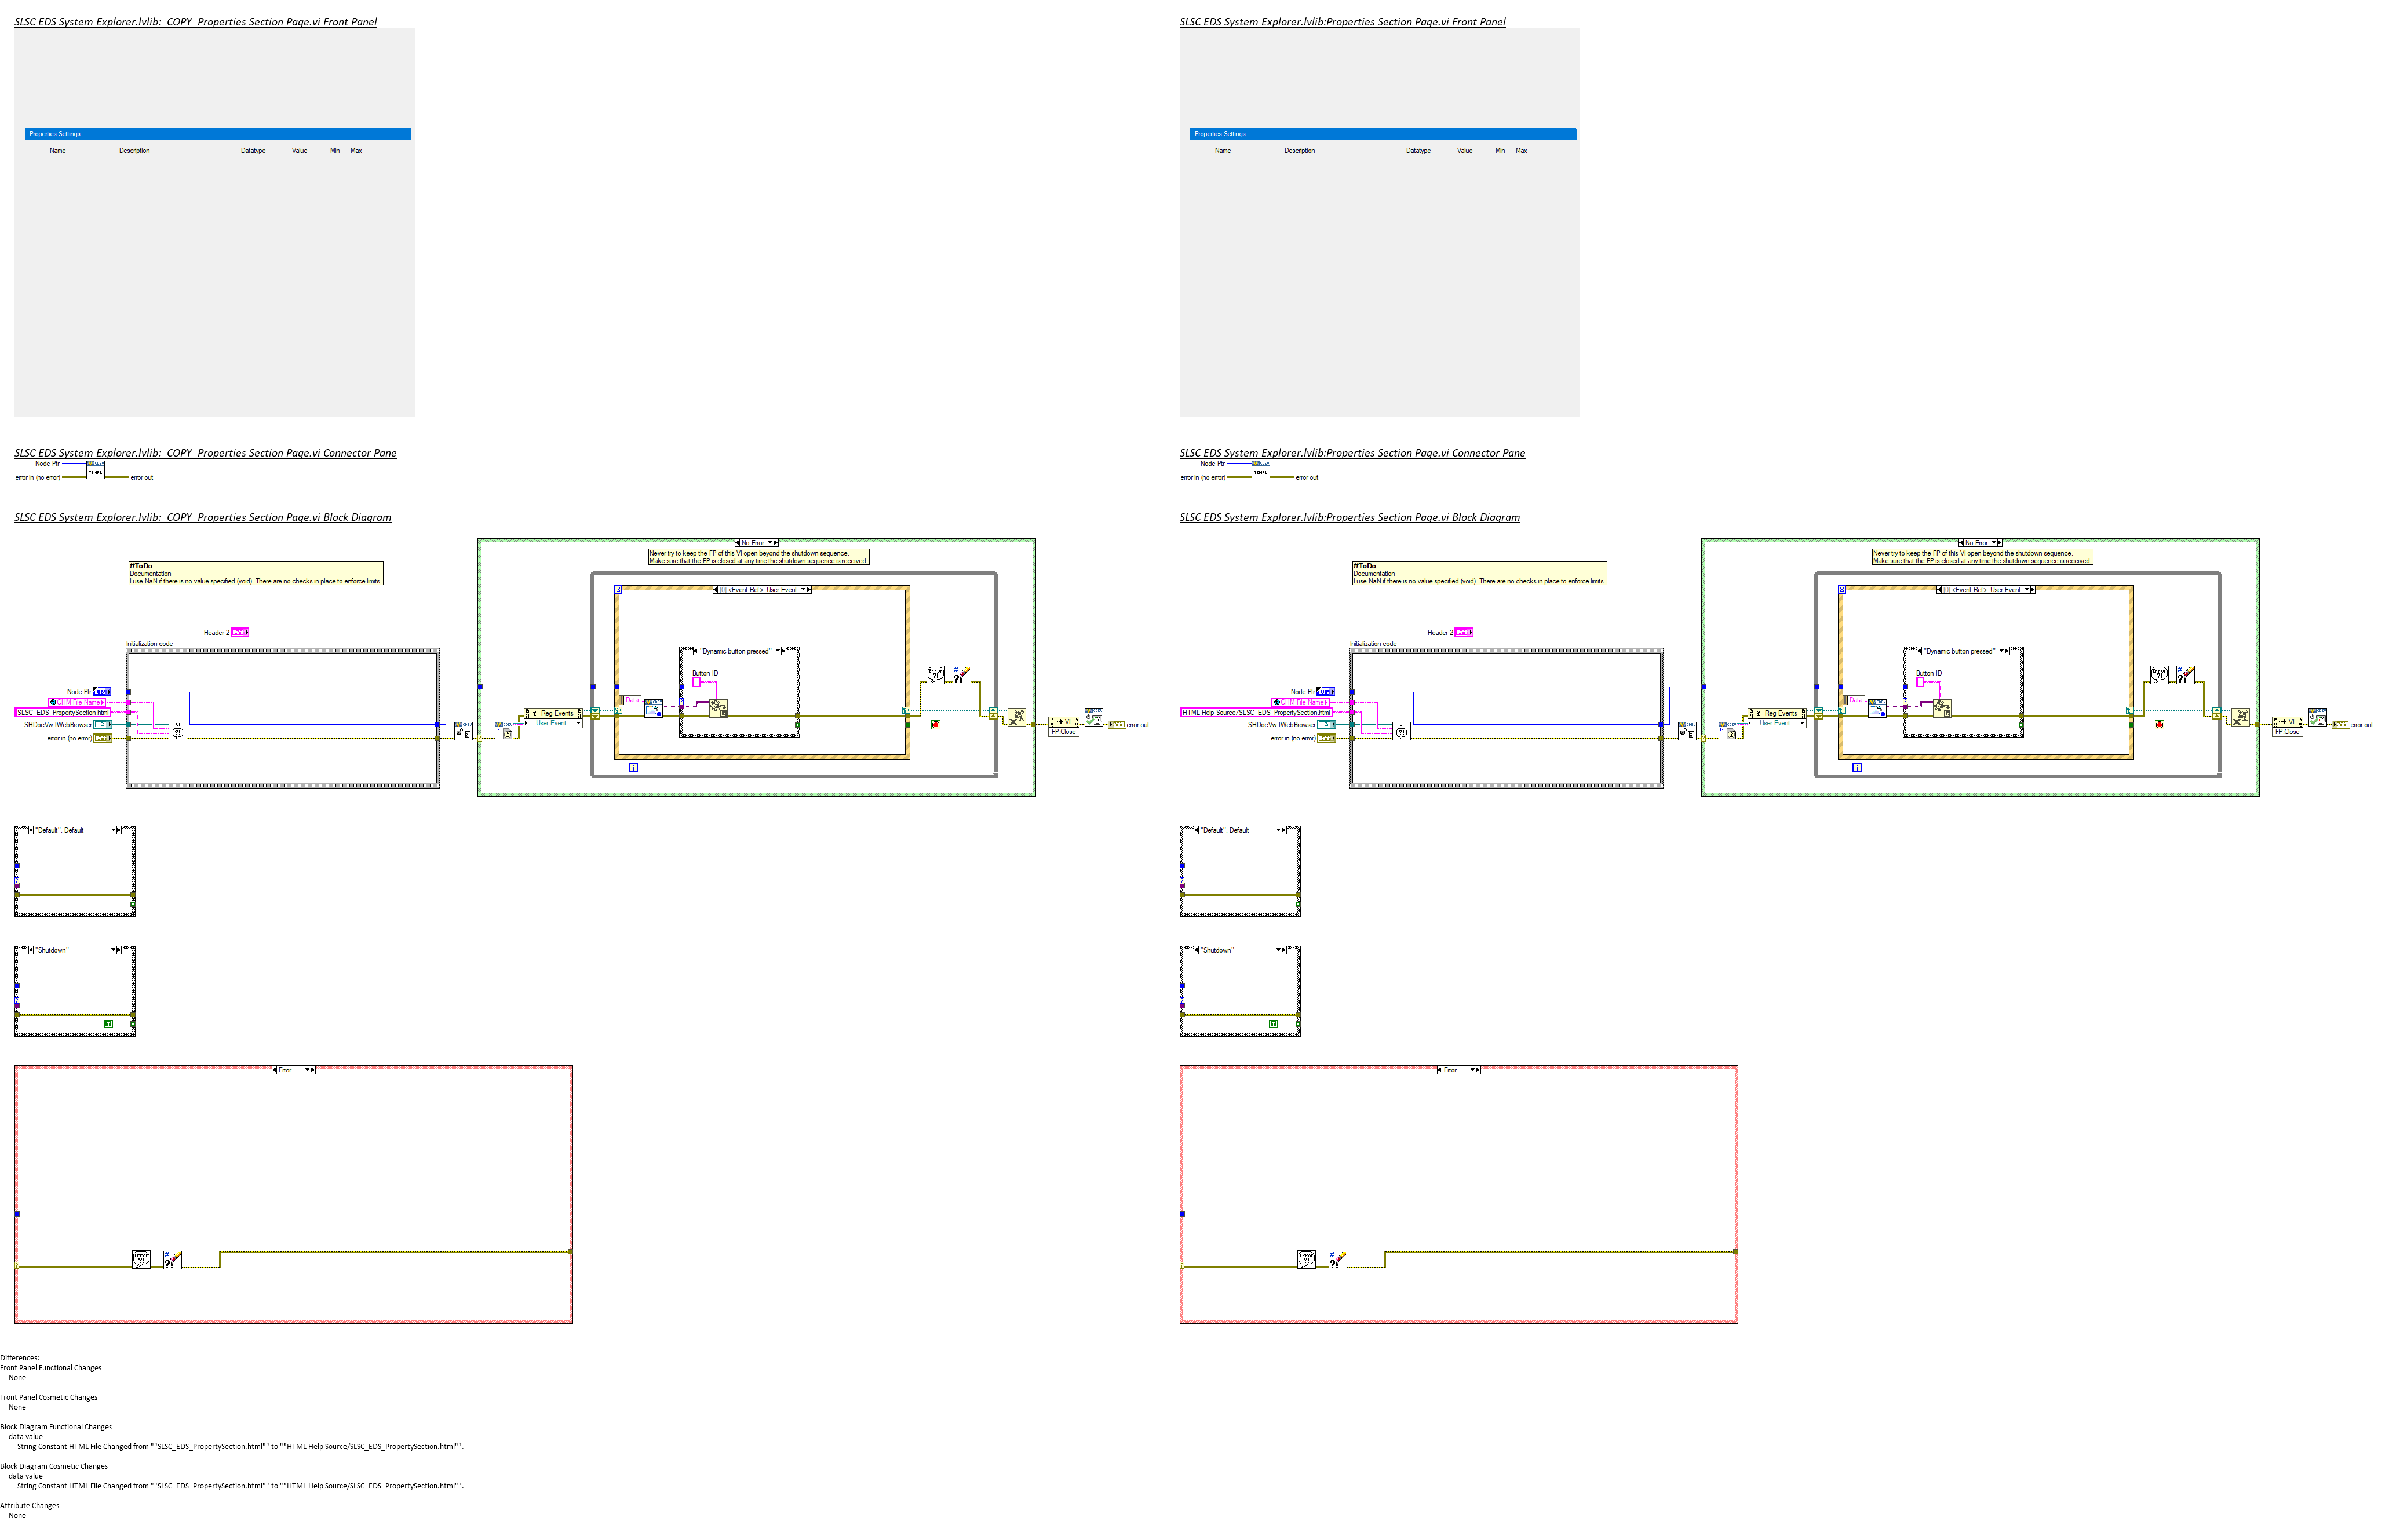 SLSC EDS System Explorer.lvlib:_COPY_Properties Section Page.vi Front Panel
Properties Settings
Name Description Datatype Value Min Max
SLSC EDS System Explorer.lvlib:_COPY_Properties Section Page.vi Connector Pane
Node Ptr
TEMPL
error in (no error) error out
SLSC EDS System Explorer.lvlib:_COPY_Properties Section Page.vi Block Diagram
No Error
Never try to keep the FP of this VI open beyond the shutdown sequence.
Make sure that the FP is closed at any time the shutdown sequence is received.
#ToDo
Documentation
I use NaN if there is no value specified (void). There are no checks in place to enforce limits.
[0] <Event Ref>: User Event
Header 2
Initialization code
"Dynamic button pressed"
Button ID
Node Ptr
CHM File Name
Data
SLSC_EDS_PropertySection.html
Reg Events
SHDocVw.IWebBrowser
User Event
error in (no error)
VI
FP.Close
error out
i
"Default", Default
"Shutdown"
Error
SLSC EDS System Explorer.lvlib:Properties Section Page.vi Front Panel
Properties Settings
Name Description Datatype Value Min Max
SLSC EDS System Explorer.lvlib:Properties Section Page.vi Connector Pane
Node Ptr
TEMPL
error in (no error) error out
SLSC EDS System Explorer.lvlib:Properties Section Page.vi Block Diagram
No Error
Never try to keep the FP of this VI open beyond the shutdown sequence.
Make sure that the FP is closed at any time the shutdown sequence is received.
#ToDo
Documentation
I use NaN if there is no value specified (void). There are no checks in place to enforce limits.
[0] <Event Ref>: User Event
Header 2
Initialization code
"Dynamic button pressed"
Button ID
Node Ptr
CHM File Name
Data
HTML Help Source/SLSC_EDS_PropertySection.html
Reg Events
SHDocVw.IWebBrowser
User Event
error in (no error)
VI
FP.Close
error out
i
"Default", Default
"Shutdown"
Error
Differences:
Front Panel Functional Changes
None
Front Panel Cosmetic Changes
None
Block Diagram Functional Changes
data value
String Constant HTML File Changed from ""SLSC_EDS_PropertySection.html"" to ""HTML Help Source/SLSC_EDS_PropertySection.html"".
Block Diagram Cosmetic Changes
data value
String Constant HTML File Changed from ""SLSC_EDS_PropertySection.html"" to ""HTML Help Source/SLSC_EDS_PropertySection.html"".
Attribute Changes
None